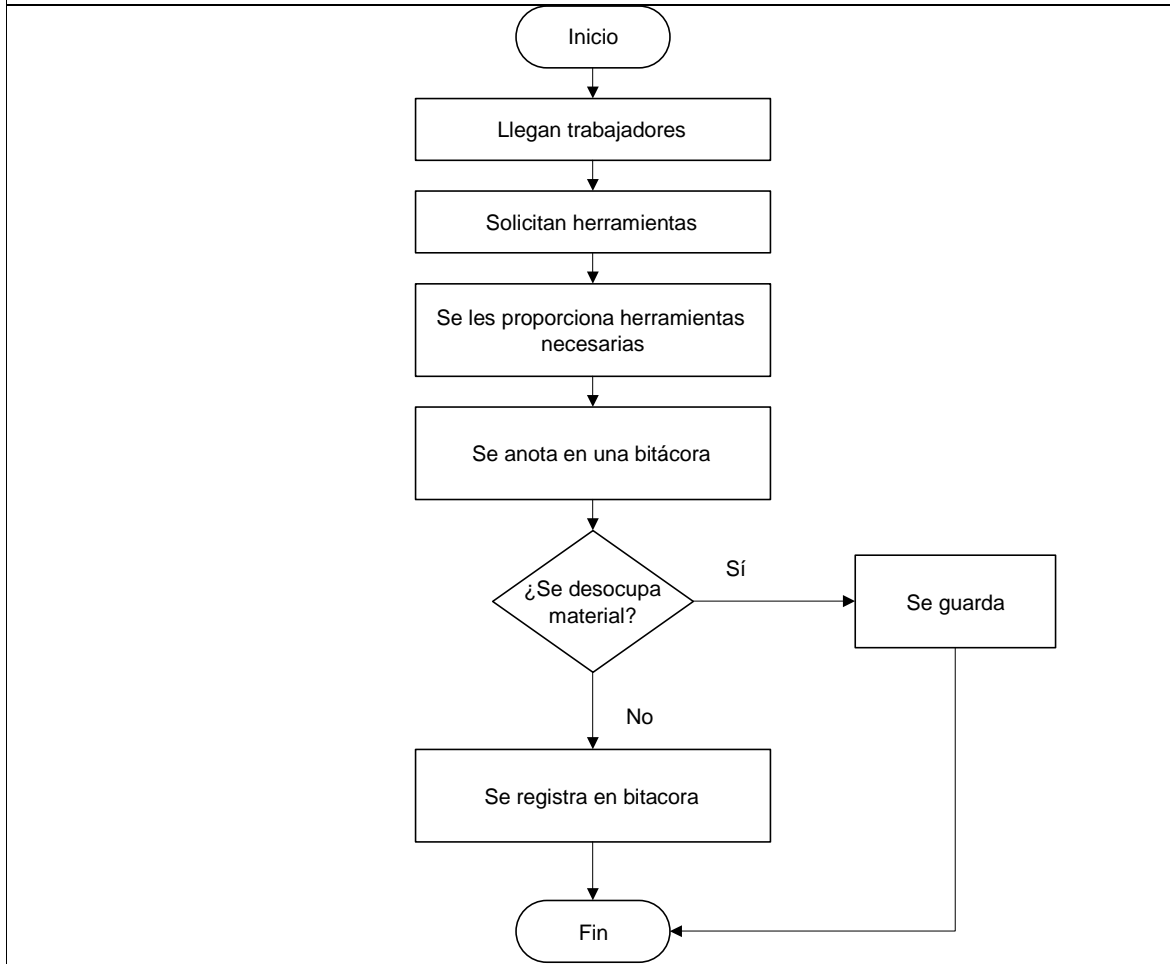 Inicio
Llegan trabajadores
Solicitan herramientas
Se les proporciona herramientas
necesarias
Se anota en una bitácora
¿Se desocupa
material?
Sí
Se guarda
No
Se registra en bitacora
Fin